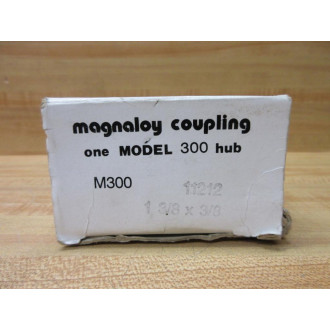 magnaloy coupling
one MODEL 300 hub
M300 11212
1 3/8 x 3/8